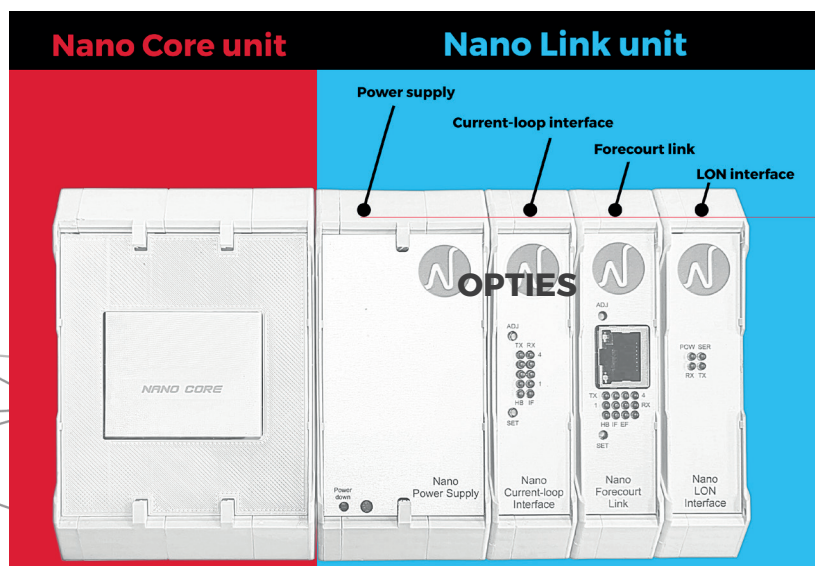 Nano Core unit
Nano Link unit
Power supply
Current-loop interface
Forecourt link
LON interface
OPTIES
NANO CORE
Power
down
Nano
Power Supply
ADJ
TX RX
4
1
HB IF
SET
Nano
Current-loop
Interface
ADJ
TX 4
1 RX
HB IF EF
SET
Nano
Forecourt
Link
POW SER
RX TX
Nano
LON
Interface